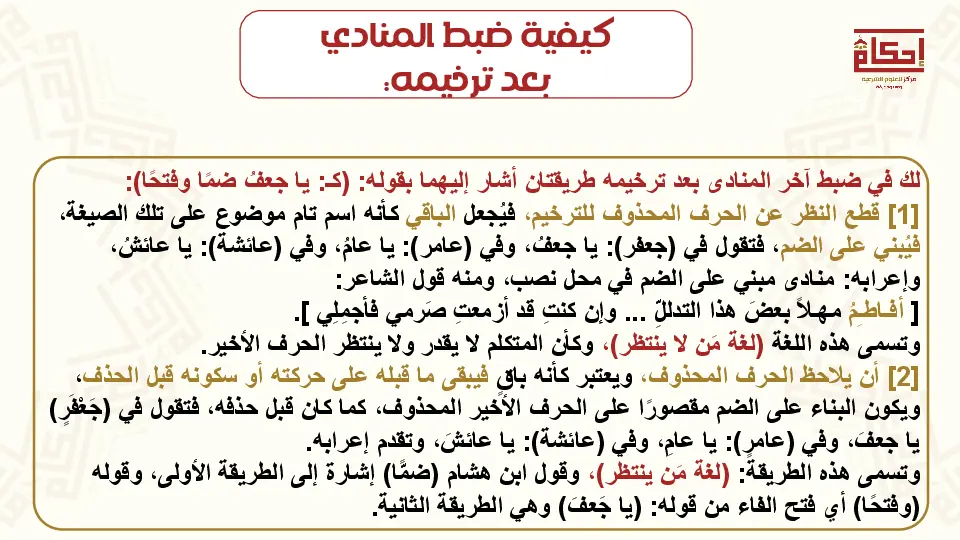 كيفية ضبط المنادي
بعد ترخيمه:
إحكام
مركز للعلوم الشرعية
لك في ضبط آخر المنادى بعد ترخيمه طريقتان أشار إليهما بقوله: (كـ: يا جعفُ ضمًا وفتحًا):
[1] قطع النظر عن الحرف المحذوف للترخيم، فيُجعل الباقي كأنه اسم تام موضوع على تلك الصيغة،
فيُبني على الضم، فتقول في (جعفر): يا جعفُ، وفي (عامر): يا عامُ، وفي (عائشة): يا عائشُ،
وإعرابه: منادى مبني على الضم في محل نصب، ومنه قول الشاعر:
[ أفـاطـِمُ مهـلاً بعضَ هذا التدللِّ ... وإن كنتِ قد أزمعتِ صَرمي فأجمِلِي ].
وتسمى هذه اللغة (لغة مَن لا ينتظر)، وكأن المتكلم لا يقدر ولا ينتظر الحرف الأخير.
[2] أن يلاحظ الحرف المحذوف، ويعتبر كأنه باقٍ فيبقى ما قبله على حركته أو سكونه قبل الحذف،
ويكون البناء على الضم مقصورًا على الحرف الأخير المحذوف، كما كان قبل حذفه، فتقول في (جَعْفَرٍ)
يا جعفَ، وفي (عامر): يا عامِ، وفي (عائشة): يا عائشَ، وتقدم إعرابه.
وتسمى هذه الطريقةً: (لغة مَن ينتظر)، وقول ابن هشام (ضمًّا) إشارة إلى الطريقة الأولى، وقوله
(وفتحًا) أي فتح الفاء من قوله: (يا جَعفَ) وهي الطريقة الثانية.